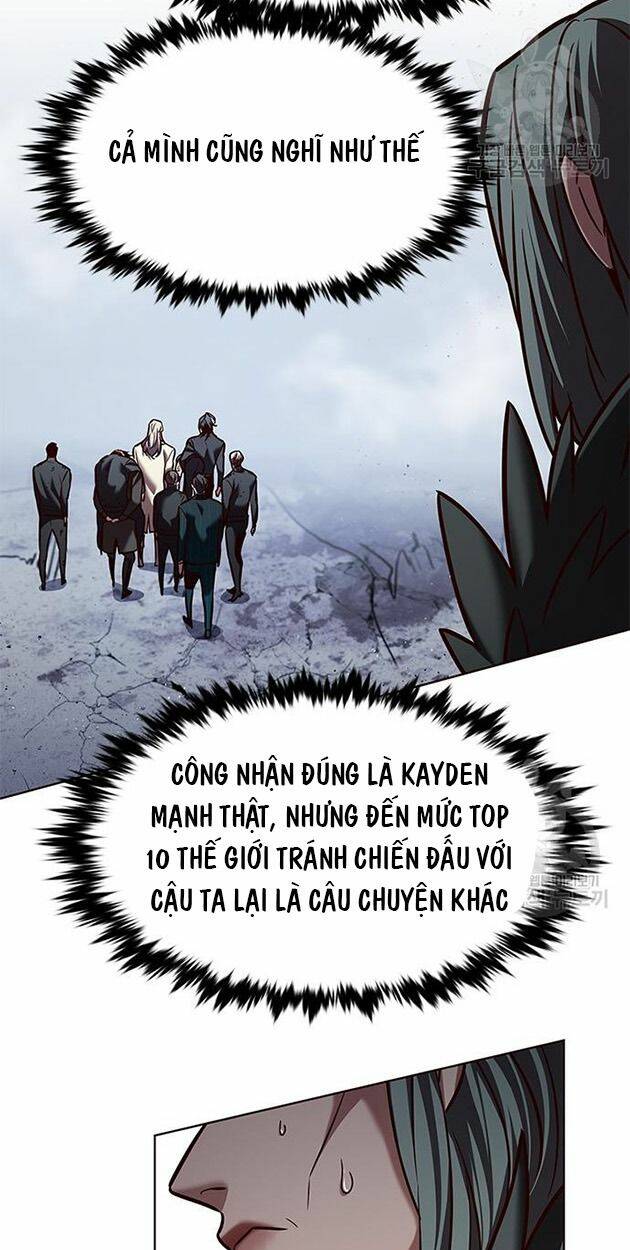 CẢ MÌNH CŨNG NGHĨ NHƯ THẾ
CÔNG NHẬN ĐÚNG LÀ KAYDEN
MẠNH THẬT, NHƯNG ĐẾN MỨC TOP
10 THẾ GIỚI TRÁNH CHIẾN ĐẤU VỚI
CẬU TA LẠI LÀ CÂU CHUYỆN KHÁC